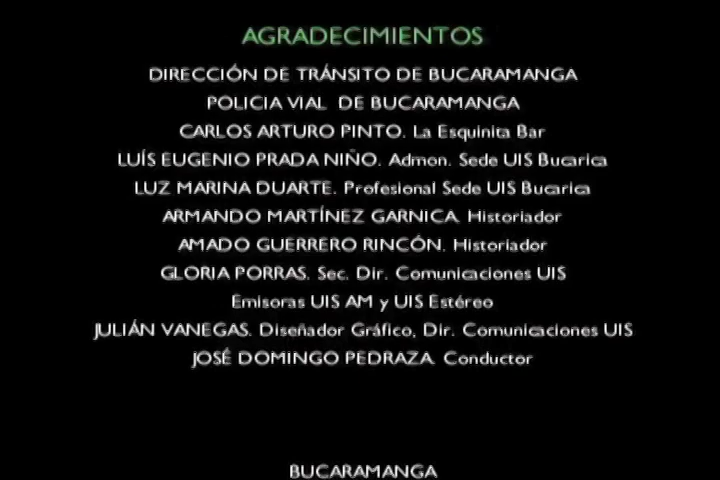 AGRADECIMIENTOS
DIRECCIÓN DE TRÁNSITO DE BUCARAMANGA
POLICIA VIAL DE BUCARAMANGA
CARLOS ARTURO PINTO. La Esquinita Bar
LUÍS EUGENIO PRADA NIÑO. Admon. Sede UIS Bucarica
LUZ MARINA DUARTE. Profesional Sede UIS Bucarica
ARMANDO MARTÍNEZ GARNICA. Historiador
AMADO GUERRERO RINCÓN. Historiador
GLORIA PORRAS. Sec. Dir. Comunicaciones UIS
Emisoras UIS AM y UIS Estéreo
JULIÁN VANEGAS. Diseñador Gráfico, Dir. Comunicaciones UIS
JOSÉ DOMINGO PEDRAZA. Conductor
BUCARAMANGA